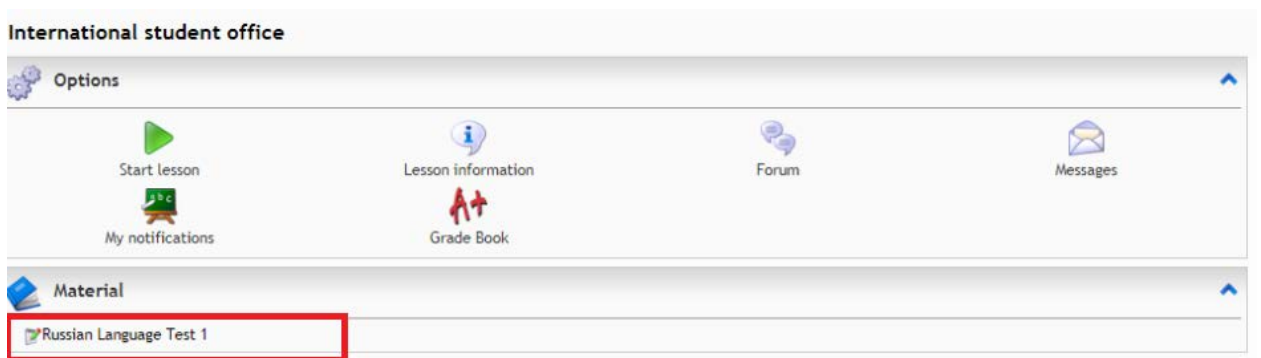 International student office
Options
Start lesson
Lesson information
Forum
Messages
My notifications
Grade Book
Material
Russian Language Test 1